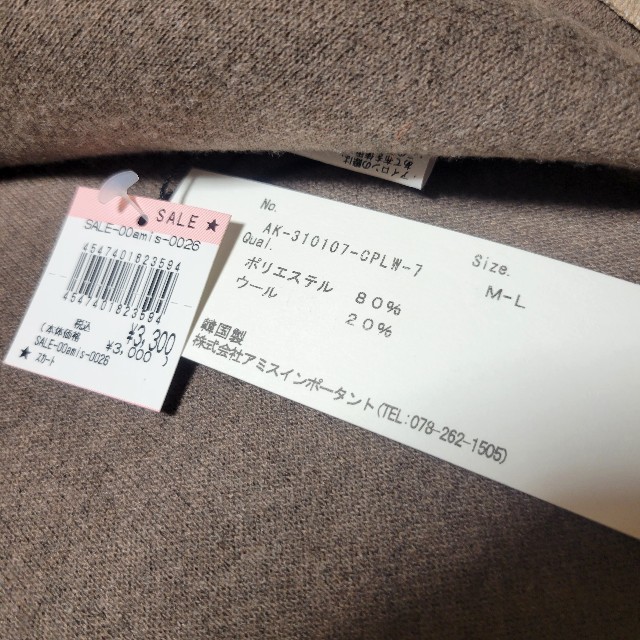 SALE ★
SALE-00amis-0026
4547401823594
4547401823594
税込 ¥3,300
(本体価格 ¥3,000)
SALE-00amis-0026
★ スカート
No.
AK-310107-CPLW-7
Qual.
ポリエステル 80%
ウール 20%
韓国製
株式会社アミスインポータント(TEL:078-262-1505)
Size.
M-L